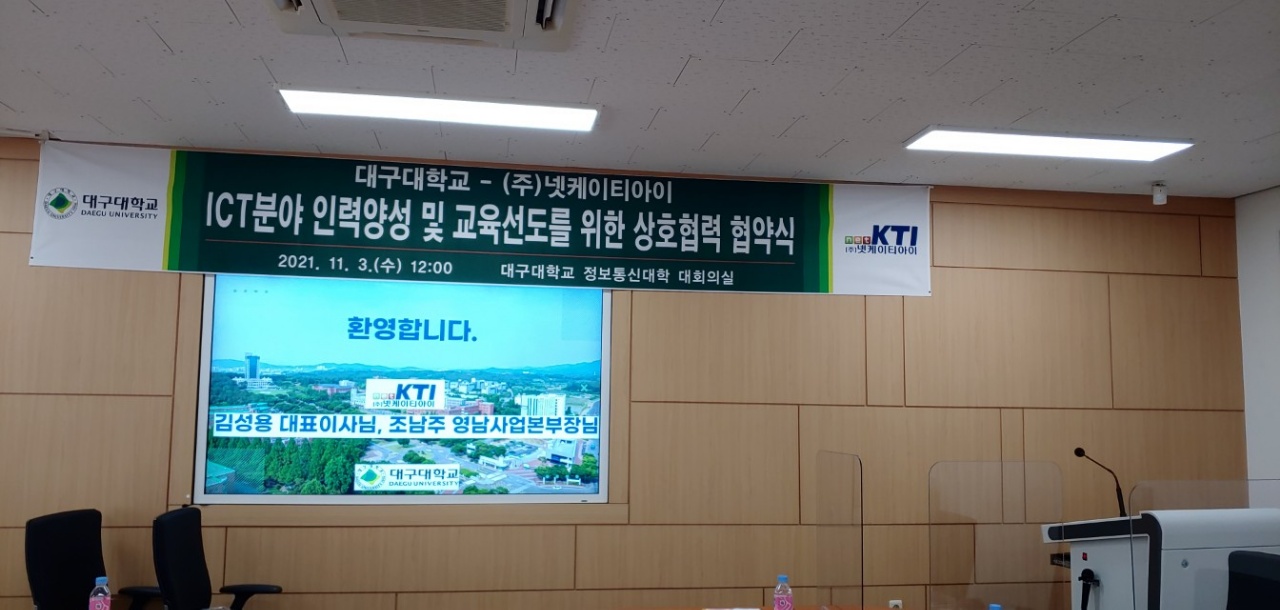 대구대학교
DAEGU UNIVERSITY
대구대학교 - (주)넷케이티아이
ICT분야 인력양성 및 교육선도를 위한 상호협력 협약식
2021. 11. 3.(수) 12:00 대구대학교 정보통신대학 대회의실
KTI
(주)넷케이티아이
환영합니다.
KTI
(주)넷케이티아이
김성용 대표이사님, 조남주 영남사업본부장님
대구대학교
DAEGU UNIVERSITY